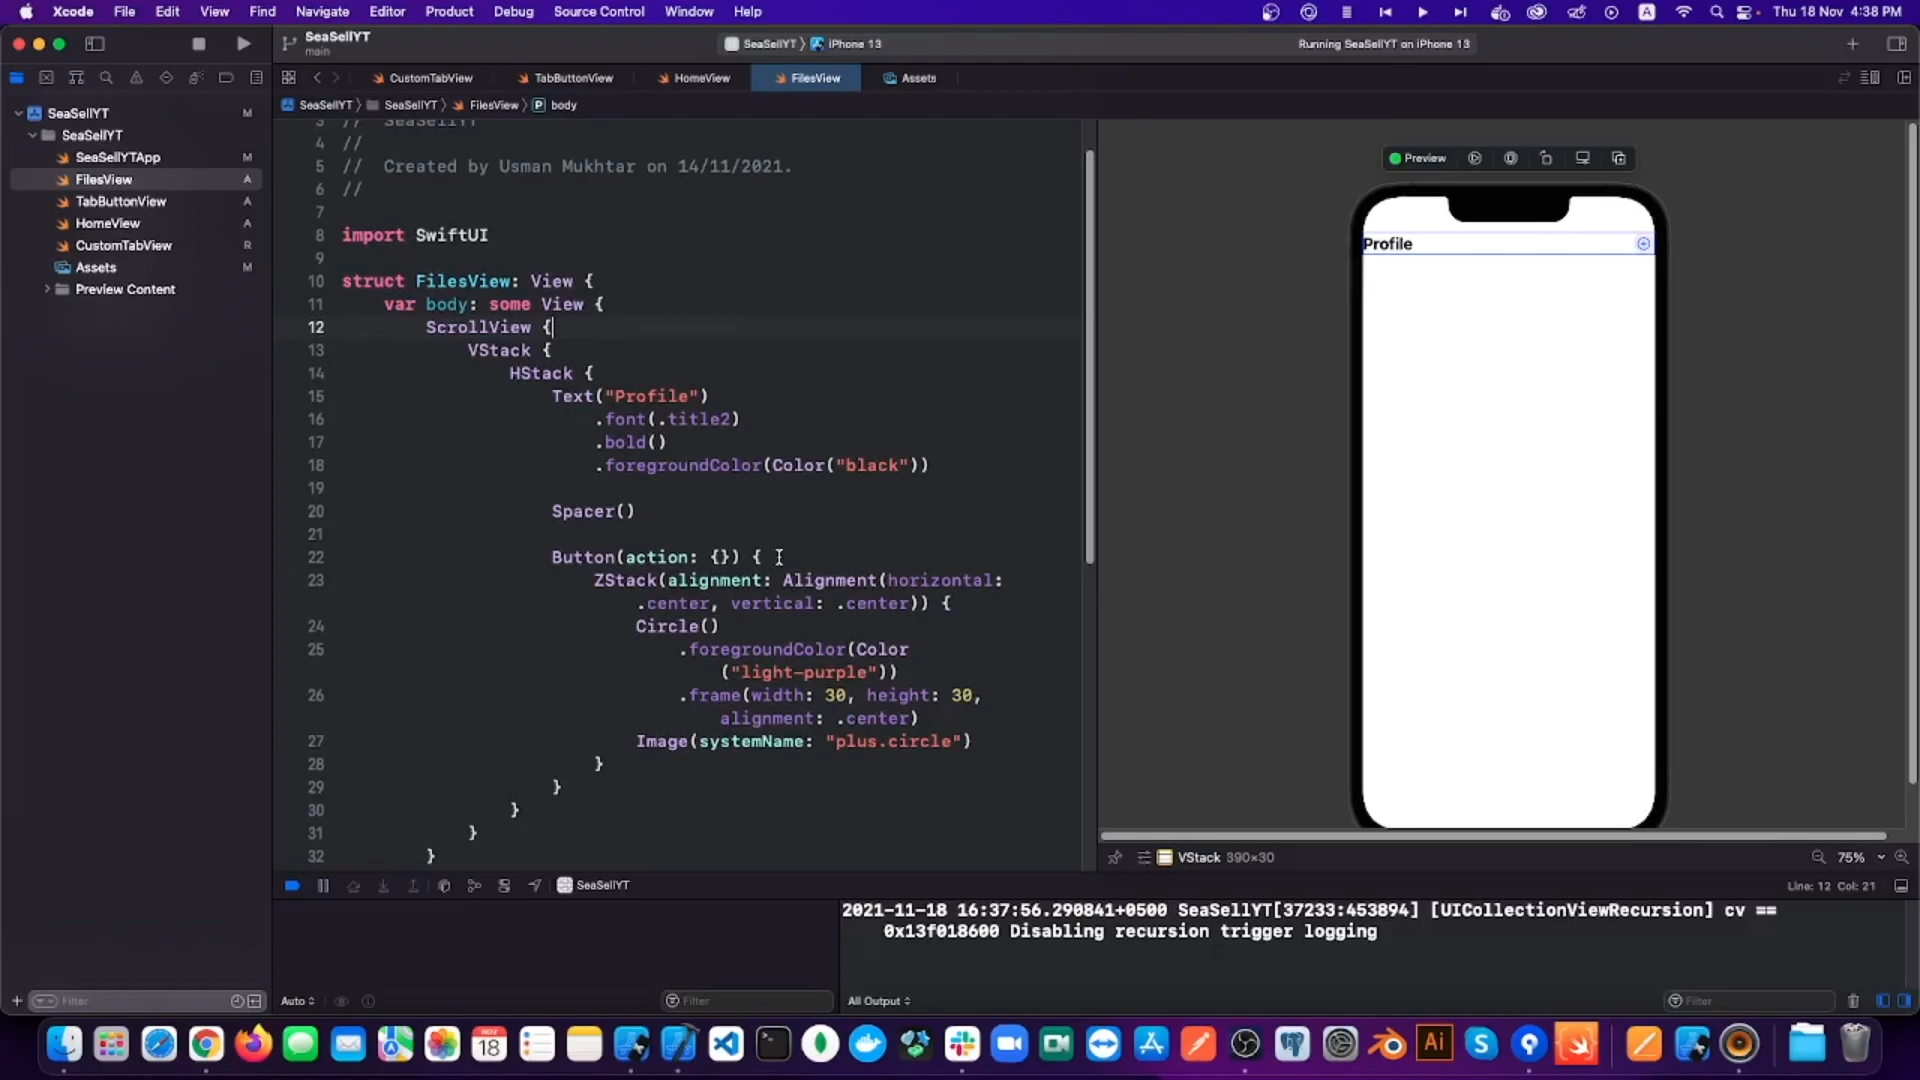 Xcode File Edit View Find Navigate Editor Product Debug Source Control Window Help
A
Thu 18 Nov 4:38 PM
SeaSellYT
main
SeaSellYT 〉 iPhone 13
Running SeaSellYT on iPhone 13
CustomTabView TabButtonView HomeView FilesView Assets
SeaSellYT M
SeaSellYT
SeaSellYTApp M
FilesView A
TabButtonView A
HomeView A
CustomTabView R
Assets M
Preview Content
SeaSellYT 〉 SeaSellYT 〉 FilesView 〉 P body
3 // SeaSellYT
4 //
5 // Created by Usman Mukhtar on 14/11/2021.
6 //
7
8 import SwiftUI
9
10 struct FilesView: View {
11 var body: some View {
12 ScrollView {
13 VStack {
14 HStack {
15 Text("Profile")
16 .font(.title2)
17 .bold()
18 .foregroundColor(Color("black"))
19
20 Spacer()
21
22 Button(action: {}) {
23 ZStack(alignment: Alignment(horizontal:
.center, vertical: .center)) {
24 Circle()
25 .foregroundColor(Color
("light-purple"))
26 .frame(width: 30, height: 30,
alignment: .center)
27 Image(systemName: "plus.circle")
28 }
29 }
30 }
31 }
32 }
Preview
Profile
VStack 390×30
75%
SeaSellYT
Line: 12 Col: 21
2021-11-18 16:37:56.290841+0500 SeaSellYT[37233:453894] [UICollectionViewRecursion] cv ==
0x13f018600 Disabling recursion trigger logging
Filter
Auto
Filter
All Output
Filter
NOV
18
Ai
S